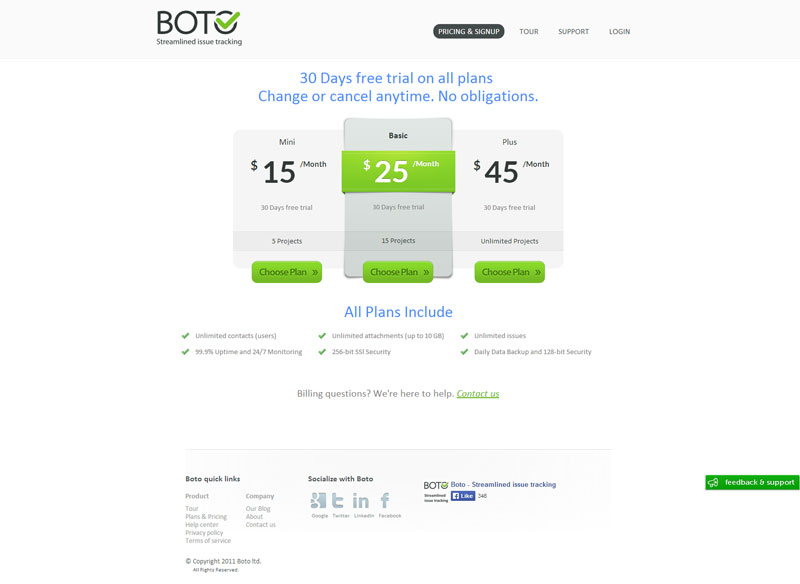 BOTO
Streamlined issue tracking
PRICING & SIGNUP TOUR SUPPORT LOGIN
30 Days free trial on all plans
Change or cancel anytime. No obligations.
Mini
$ 15 /Month
30 Days free trial
5 Projects
Choose Plan »
Basic
$ 25 /Month
30 Days free trial
15 Projects
Choose Plan »
Plus
$ 45 /Month
30 Days free trial
Unlimited Projects
Choose Plan »
All Plans Include
Unlimited contacts (users) Unlimited attachments (up to 10 GB) Unlimited issues
99.9% Uptime and 24/7 Monitoring 256-bit SSl Security Daily Data Backup and 128-bit Security
Billing questions? We're here to help. Contact us
feedback & support
Boto quick links
Product
Tour
Plans & Pricing
Help center
Privacy policy
Terms of service
Company
Our Blog
About
Contact us
Socialize with Boto
Google Twitter LinkedIn Facebook
BOTO
Streamlined
issue tracking
Boto - Streamlined issue tracking
Like 346
© Copyright 2011 Boto ltd.
All Rights Reserved.